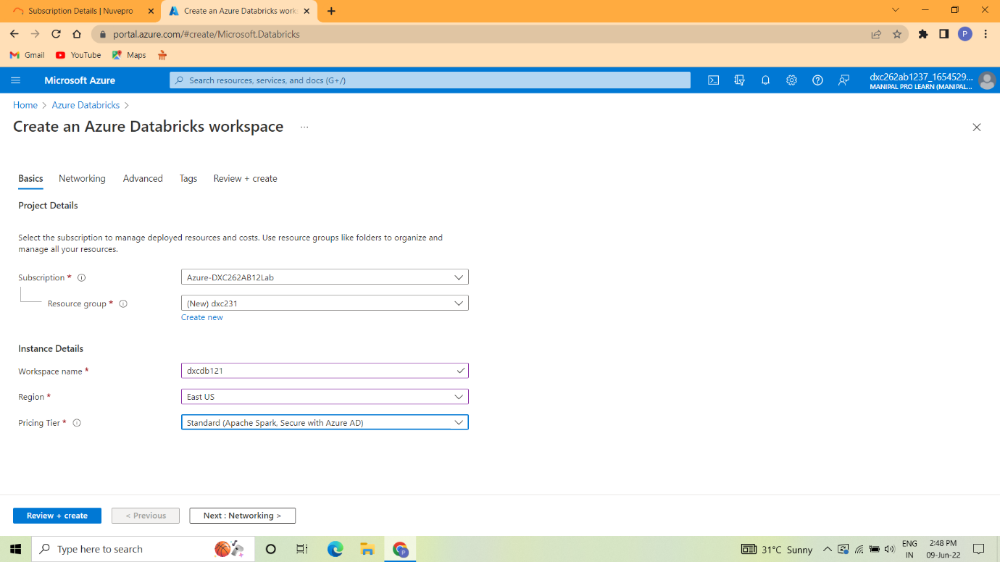 Subscription Details | Nuvepro
Create an Azure Databricks work
portal.azure.com/#create/Microsoft.Databricks
P
Gmail
YouTube
Maps
Microsoft Azure
Search resources, services, and docs (G+/)
dxc262ab1237_1654529...
MANIPAL PRO LEARN (MANIPAL...
Home > Azure Databricks >
Create an Azure Databricks workspace ...
Basics Networking Advanced Tags Review + create
Project Details
Select the subscription to manage deployed resources and costs. Use resource groups like folders to organize and
manage all your resources.
Subscription *
Azure-DXC262AB12Lab
Resource group *
(New) dxc231
Create new
Instance Details
Workspace name *
dxcdb121
Region *
East US
Pricing Tier *
Standard (Apache Spark, Secure with Azure AD)
Review + create
< Previous
Next : Networking >
Type here to search
P
31°C Sunny
ENG
IN
2:48 PM
09-Jun-22